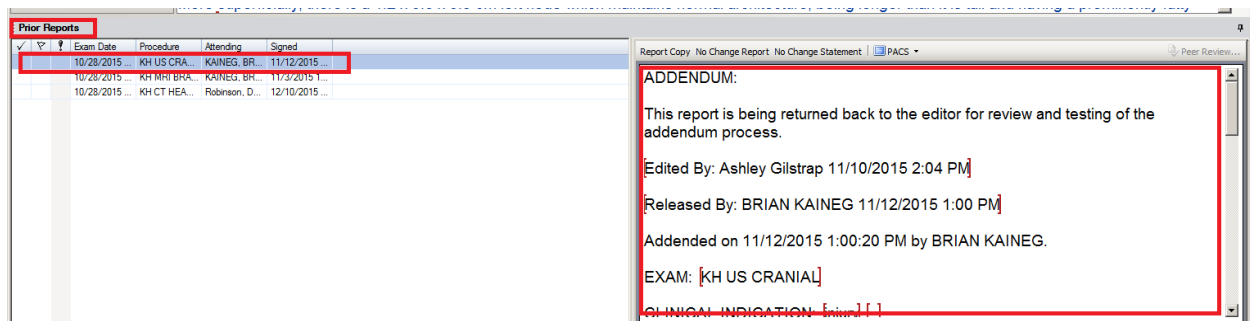 Prior Reports
Exam Date Procedure Attending Signed
10/28/2015 ... KH US CRA... KAINEG, BR... 11/12/2015 ...
10/28/2015 ... KH MRI BRA... KAINEG, BR... 11/3/2015 1...
10/28/2015 ... KH CT HEA... Robinson, D... 12/10/2015 ...
Report Copy No Change Report No Change Statement PACS Peer Review...
ADDENDUM:
This report is being returned back to the editor for review and testing of the
addendum process.
[Edited By: Ashley Gilstrap 11/10/2015 2:04 PM]
[Released By: BRIAN KAINEG 11/12/2015 1:00 PM]
Addended on 11/12/2015 1:00:20 PM by BRIAN KAINEG.
EXAM: [KH US CRANIAL]
CLINICAL INDICATION: [injury] [ ]